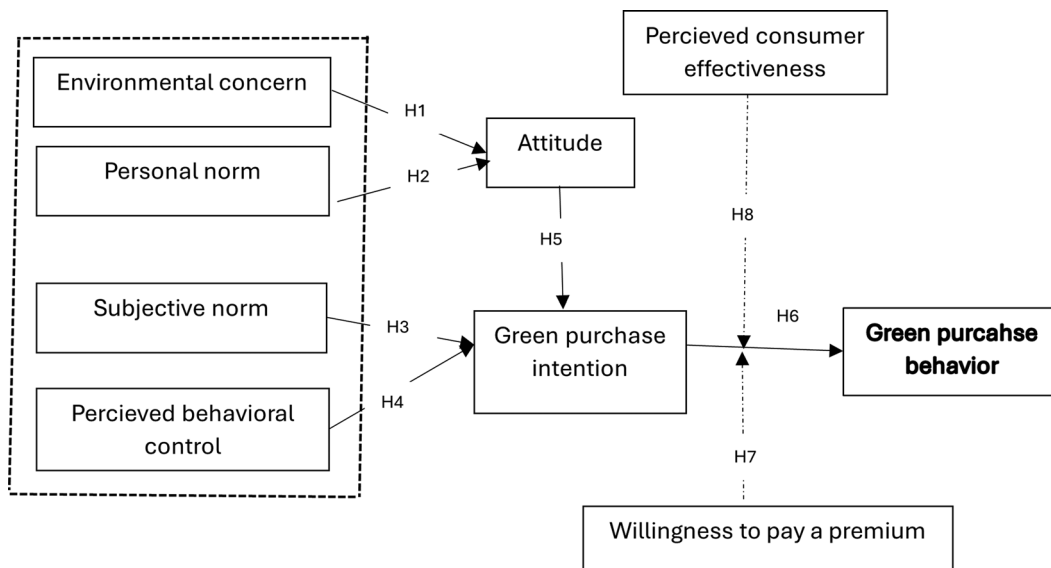 Percieved consumer
effectiveness
Environmental concern
H1
Attitude
Personal norm
H2
H8
H5
Subjective norm
H3
Green purchase
intention
H6
Green purcahse
behavior
Percieved behavioral
control
H4
H7
Willingness to pay a premium